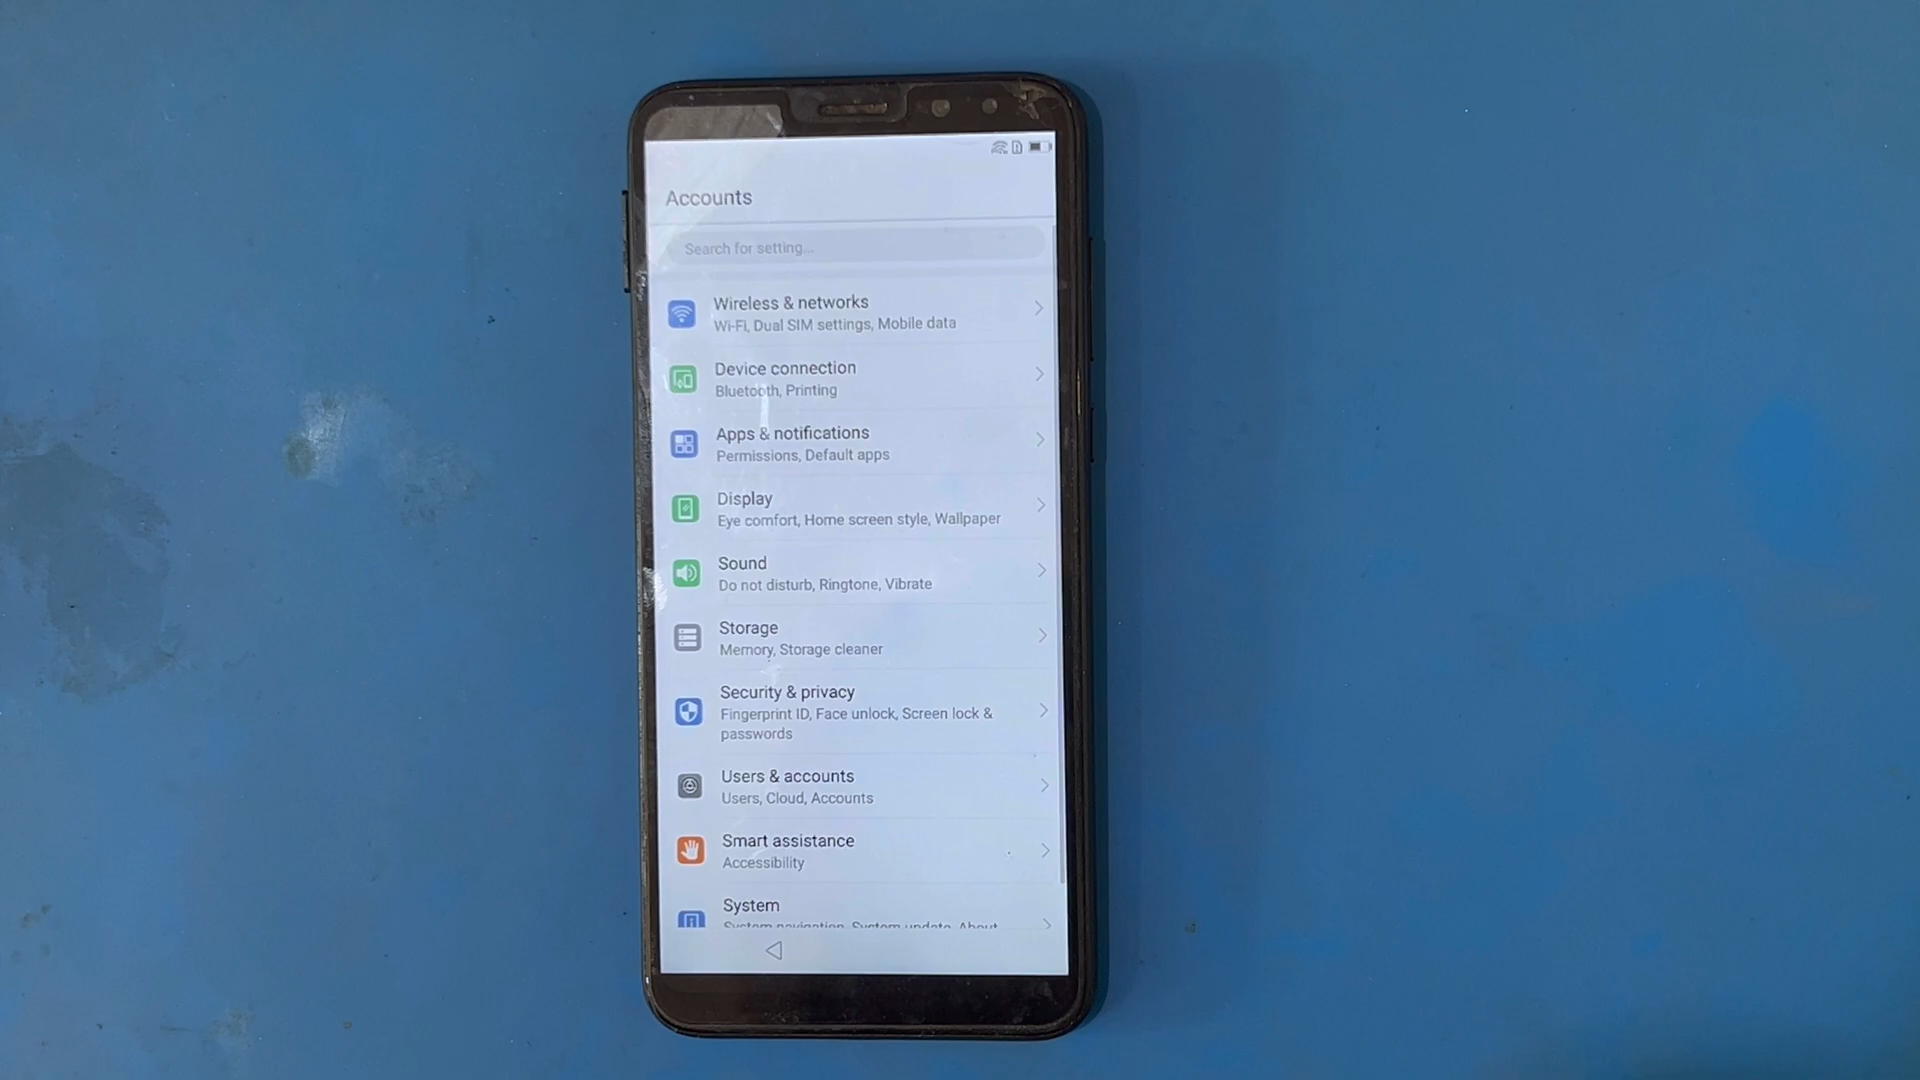 Accounts
Search for setting...
Wireless & networks
Wi-Fi, Dual SIM settings, Mobile data
Device connection
Bluetooth, Printing
Apps & notifications
Permissions, Default apps
Display
Eye comfort, Home screen style, Wallpaper
Sound
Do not disturb, Ringtone, Vibrate
Storage
Memory, Storage cleaner
Security & privacy
Fingerprint ID, Face unlock, Screen lock &
passwords
Users & accounts
Users, Cloud, Accounts
Smart assistance
Accessibility
System
System navigation, System update, About